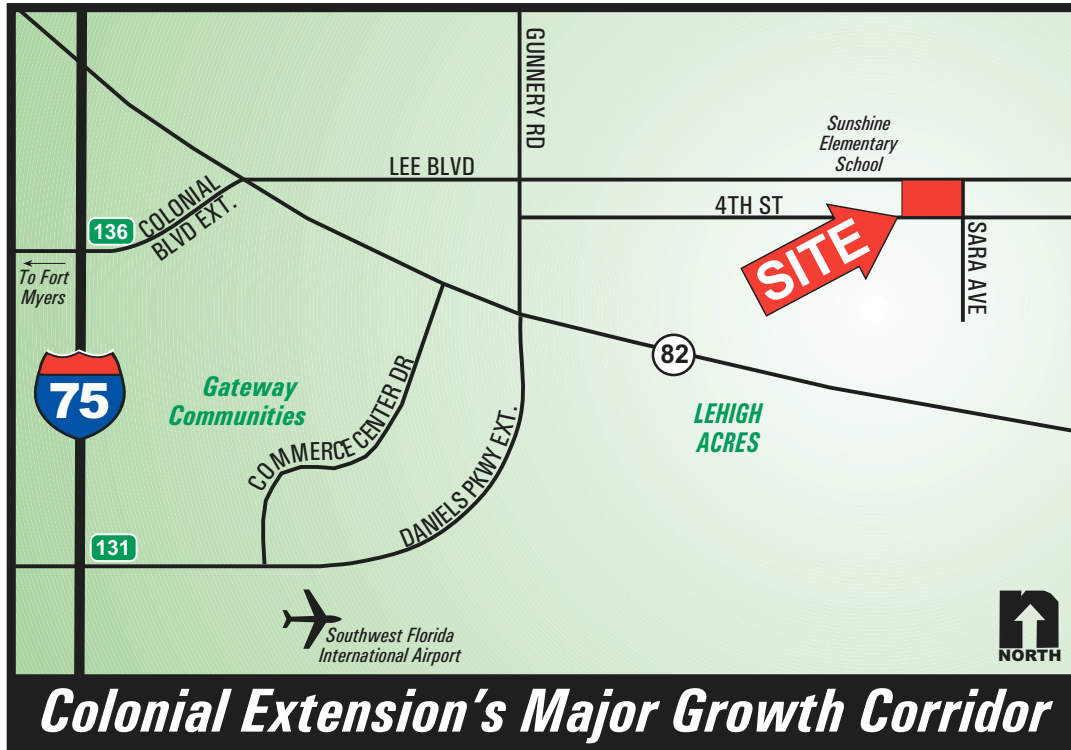 GUNNERY RD
Sunshine
Elementary
School
LEE BLVD
4TH ST
COLONIAL
BLVD EXT.
136
SITE
SARA AVE
To Fort
Myers
82
75
Gateway
Communities
COMMERCE CENTER DR
LEHIGH
ACRES
DANIELS PKWY EXT.
131
Southwest Florida
International Airport
n
NORTH
Colonial Extension's Major Growth Corridor